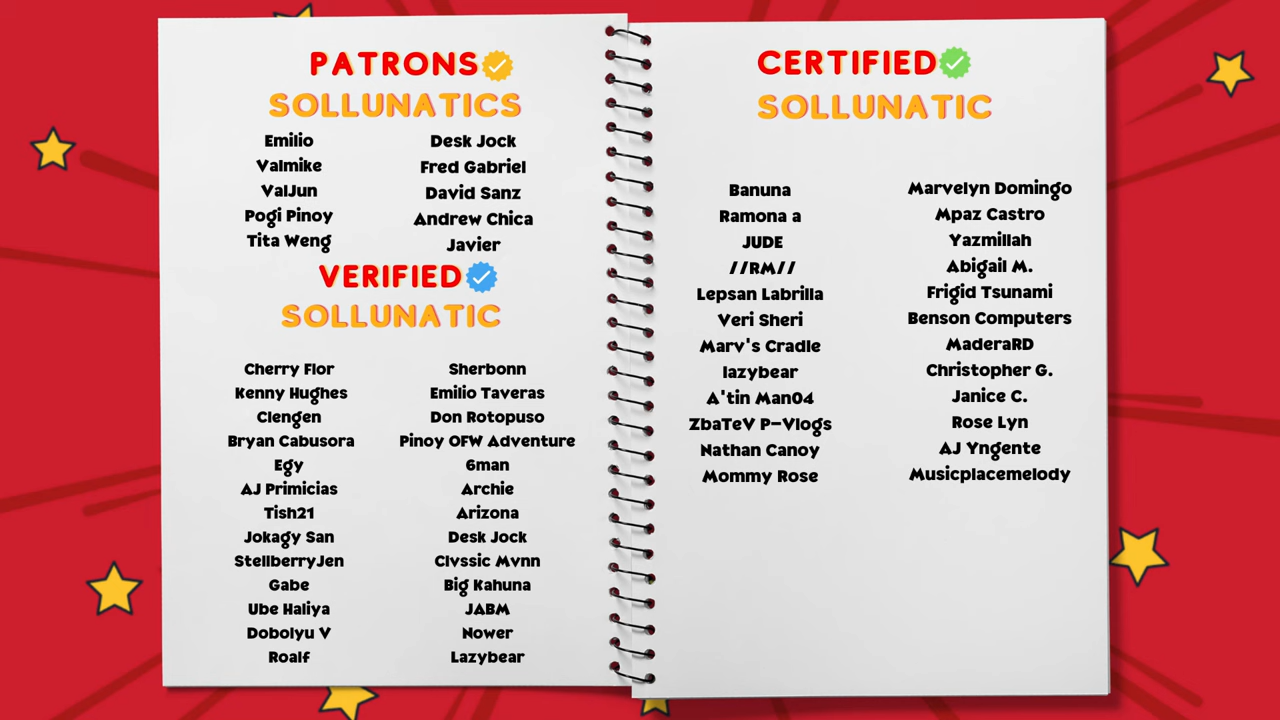 PATRONS
SOLLUNATICS
Emilio
Valmike
ValJun
Pogi Pinoy
Tita Weng
Desk Jock
Fred Gabriel
David Sanz
Andrew Chica
Javier
VERIFIED
SOLLUNATIC
Cherry Flor
Kenny Hughes
Clengen
Bryan Cabusora
Egy
AJ Primicias
Tish21
Jokagy San
StellberryJen
Gabe
Ube Haliya
Dobolyu V
Roalf
Sherbonn
Emilio Taveras
Don Rotopuso
Pinoy OFW Adventure
6man
Archie
Arizona
Desk Jock
Clvssic Mvnn
Big Kahuna
JABM
Nower
Lazybear
CERTIFIED
SOLLUNATIC
Banuna
Ramona a
JUDE
//RM//
Lepsan Labrilla
Veri Sheri
Marv's Cradle
lazybear
A'tin Man04
ZbaTeV P-Vlogs
Nathan Canoy
Mommy Rose
Marvelyn Domingo
Mpaz Castro
Yazmillah
Abigail M.
Frigid Tsunami
Benson Computers
MaderaRD
Christopher G.
Janice C.
Rose Lyn
AJ Yngente
Musicplacemelody